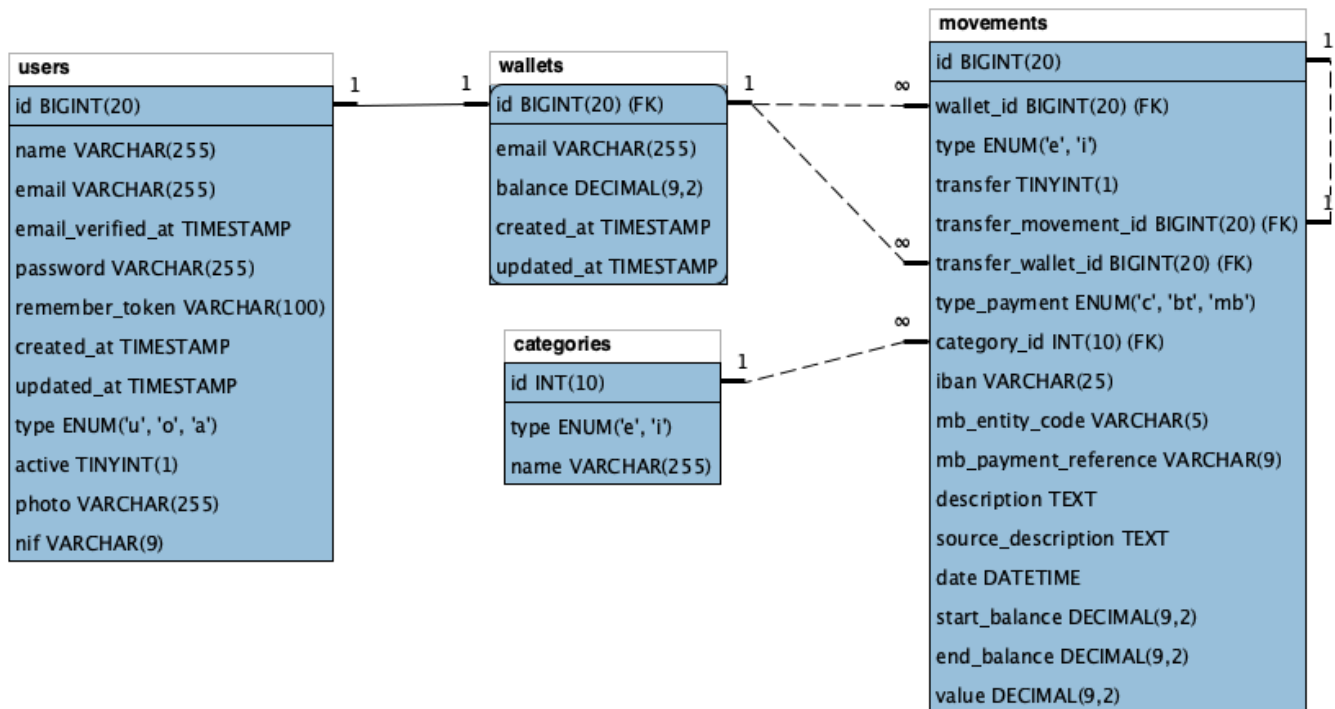 users
id BIGINT(20)
name VARCHAR(255)
email VARCHAR(255)
email_verified_at TIMESTAMP
password VARCHAR(255)
remember_token VARCHAR(100)
created_at TIMESTAMP
updated_at TIMESTAMP
type ENUM('u', 'o', 'a')
active TINYINT(1)
photo VARCHAR(255)
nif VARCHAR(9)
1
1
wallets
id BIGINT(20) (FK)
email VARCHAR(255)
balance DECIMAL(9,2)
created_at TIMESTAMP
updated_at TIMESTAMP
1
∞
∞
categories
id INT(10)
type ENUM('e', 'i')
name VARCHAR(255)
1
∞
movements
id BIGINT(20)
wallet_id BIGINT(20) (FK)
type ENUM('e', 'i')
transfer TINYINT(1)
transfer_movement_id BIGINT(20) (FK)
transfer_wallet_id BIGINT(20) (FK)
type_payment ENUM('c', 'bt', 'mb')
category_id INT(10) (FK)
iban VARCHAR(25)
mb_entity_code VARCHAR(5)
mb_payment_reference VARCHAR(9)
description TEXT
source_description TEXT
date DATETIME
start_balance DECIMAL(9,2)
end_balance DECIMAL(9,2)
value DECIMAL(9,2)
1
1